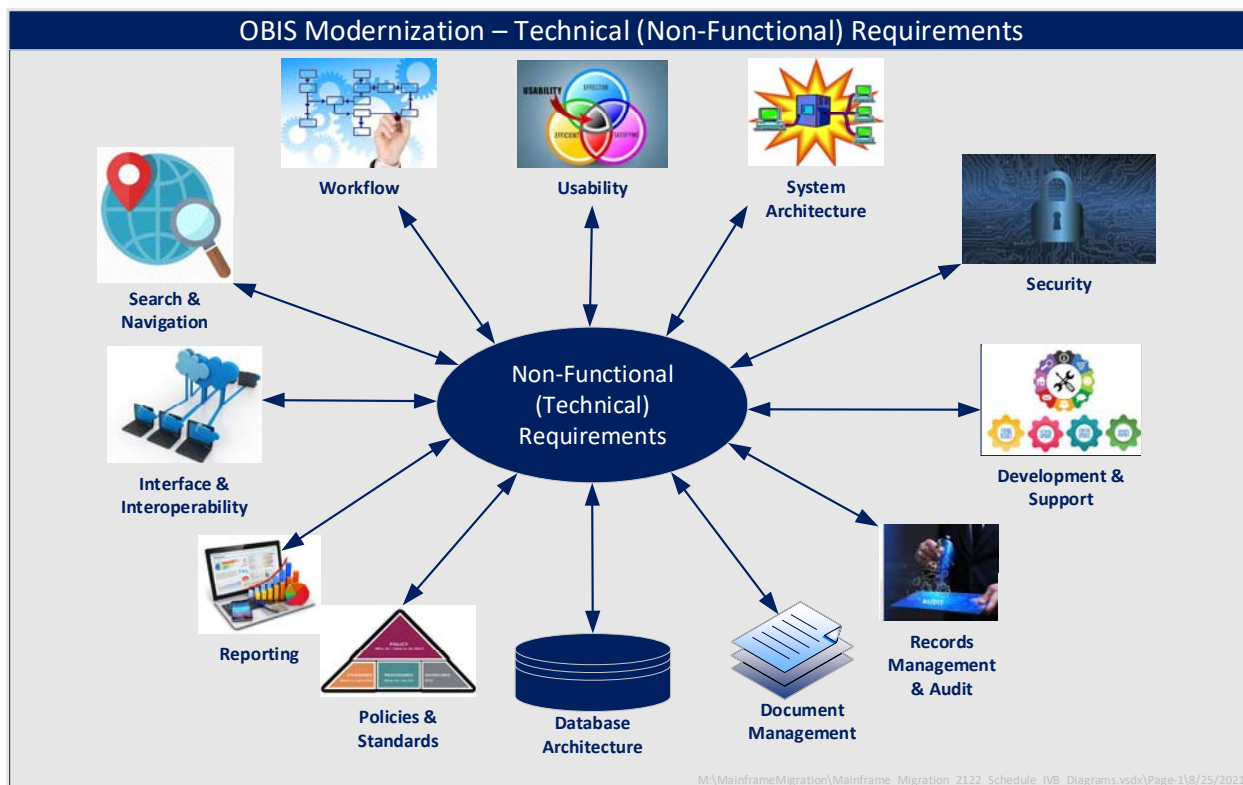 OBIS Modernization – Technical (Non-Functional) Requirements
USABILITY
EFFECTIVE
EFFICIENT
SATISFYING
Workflow
Usability
System
Architecture
Security
Search &
Navigation
Non-Functional
(Technical)
Requirements
Interface &
Interoperability
Development &
Support
AUDIT
Reporting
POLICY
Records
Management
& Audit
Policies &
Standards
Database
Architecture
Document
Management
M:\MainframeMigration\Mainframe_Migration_2122_Schedule_IVB_Diagrams.vsdx\Page-1\8/25/2021